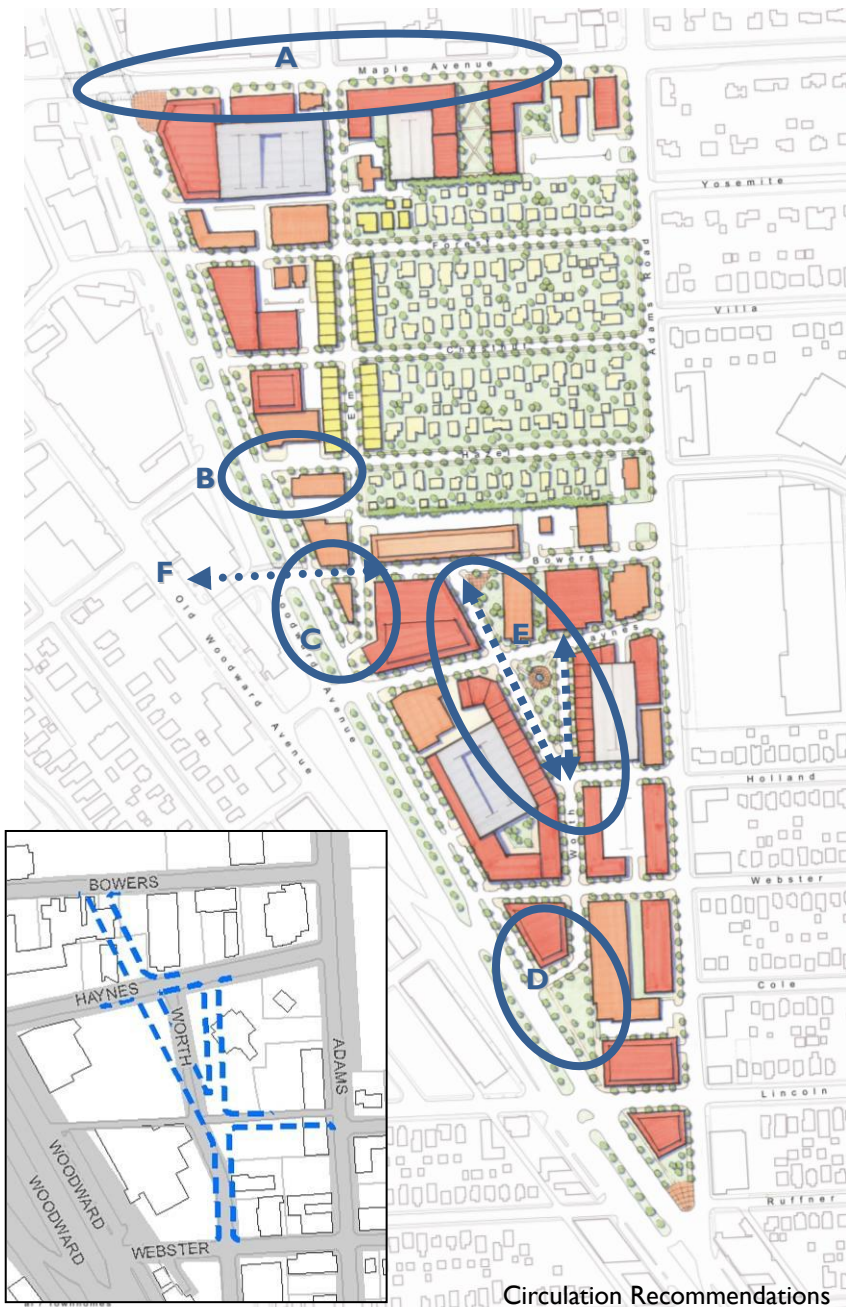 A
Maple Avenue
Yosemite
Forest
Adams Road
Villa
Chestnut
Elm
Hazel
B
Bowers
F
Old Woodward Avenue
Woodward Avenue
C
E
Haynes
Holland
Worth
Webster
D
Cole
Lincoln
Ruffner
BOWERS
HAYNES
WORTH
ADAMS
WOODWARD
WOODWARD
WEBSTER
Circulation Recommendations